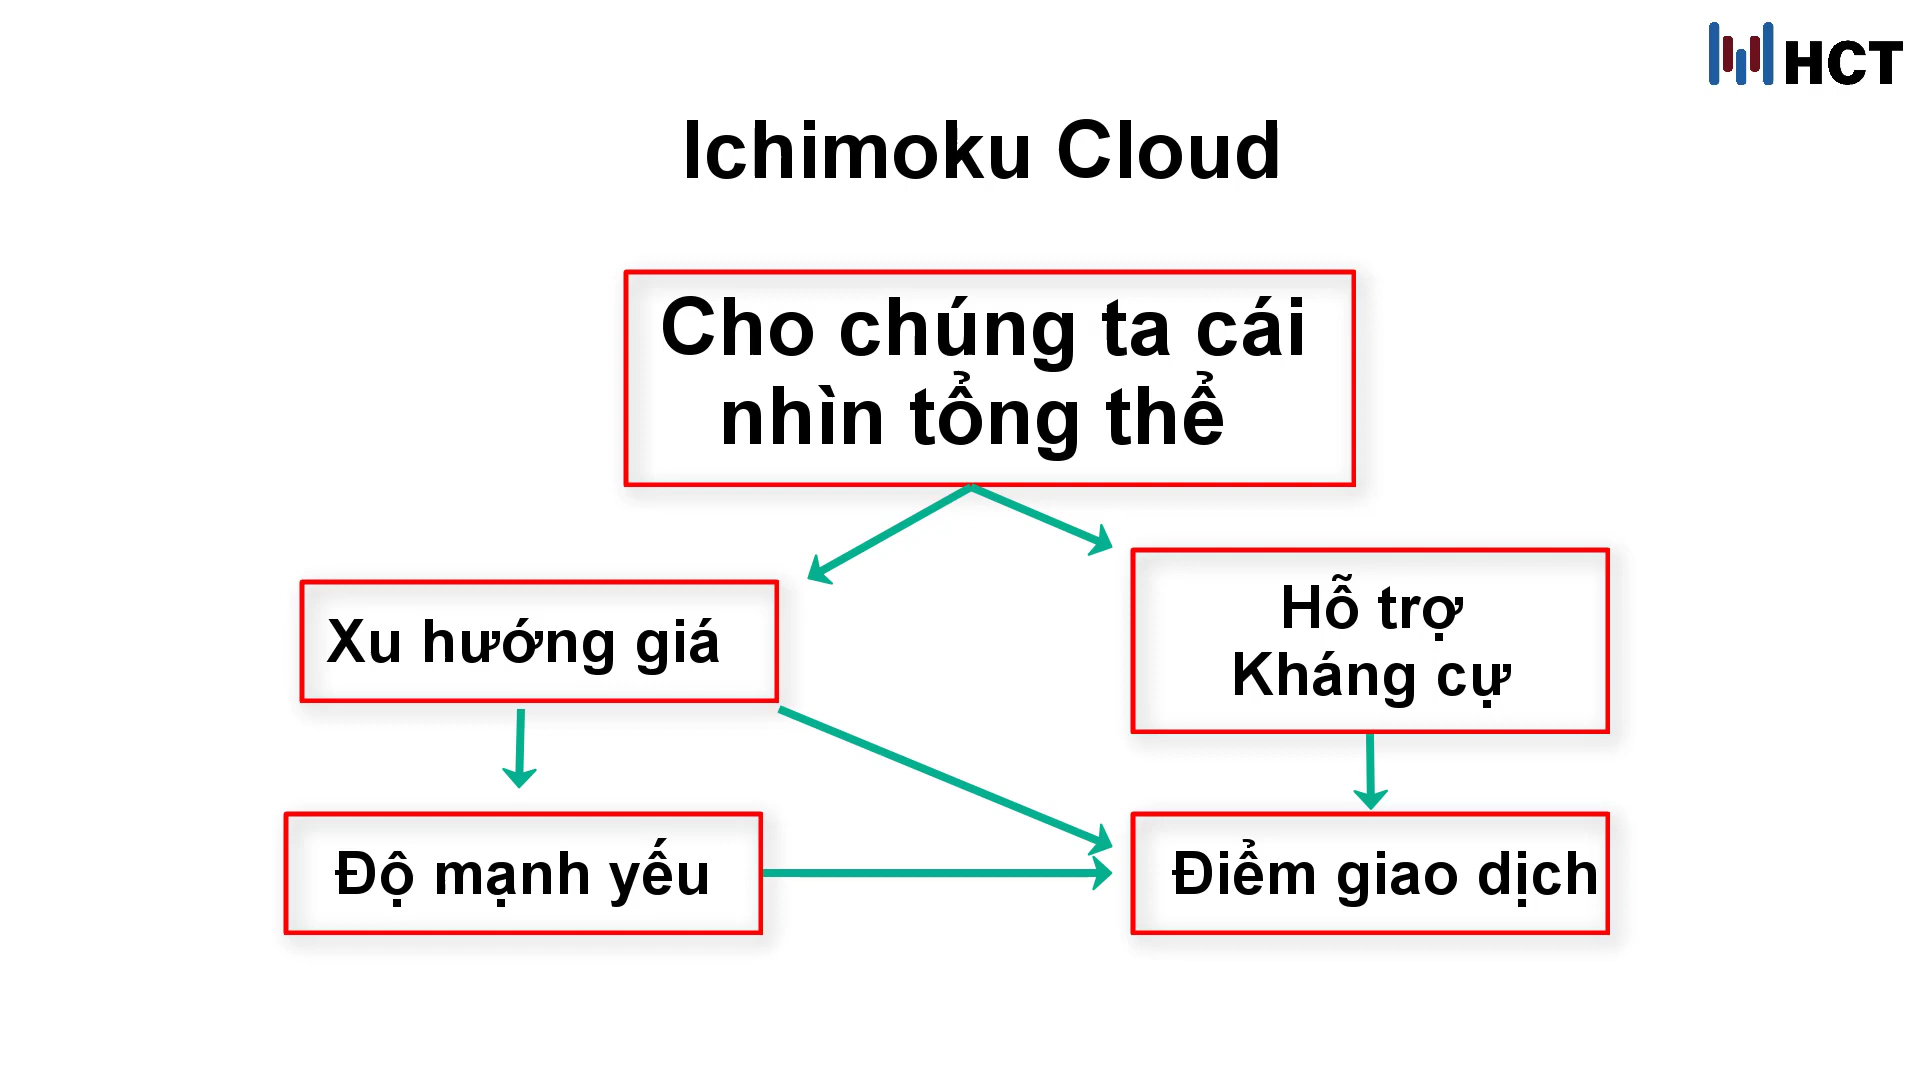 HCT
Ichimoku Cloud
Cho chúng ta cái
nhìn tổng thể
Xu hướng giá
Hỗ trợ
Kháng cự
Độ mạnh yếu
Điểm giao dịch